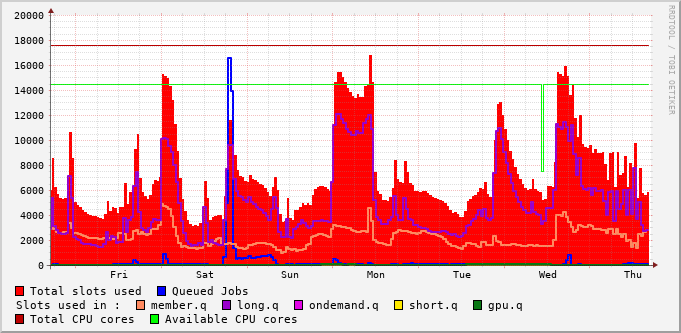 20000
18000
16000
14000
12000
10000
8000
6000
4000
2000
0
Fri Sat Sun Mon Tue Wed Thu
RRDTOOL / TOBI OETIKER
Total slots used Queued Jobs
Slots used in : member.q long.q ondemand.q short.q gpu.q
Total CPU cores Available CPU cores